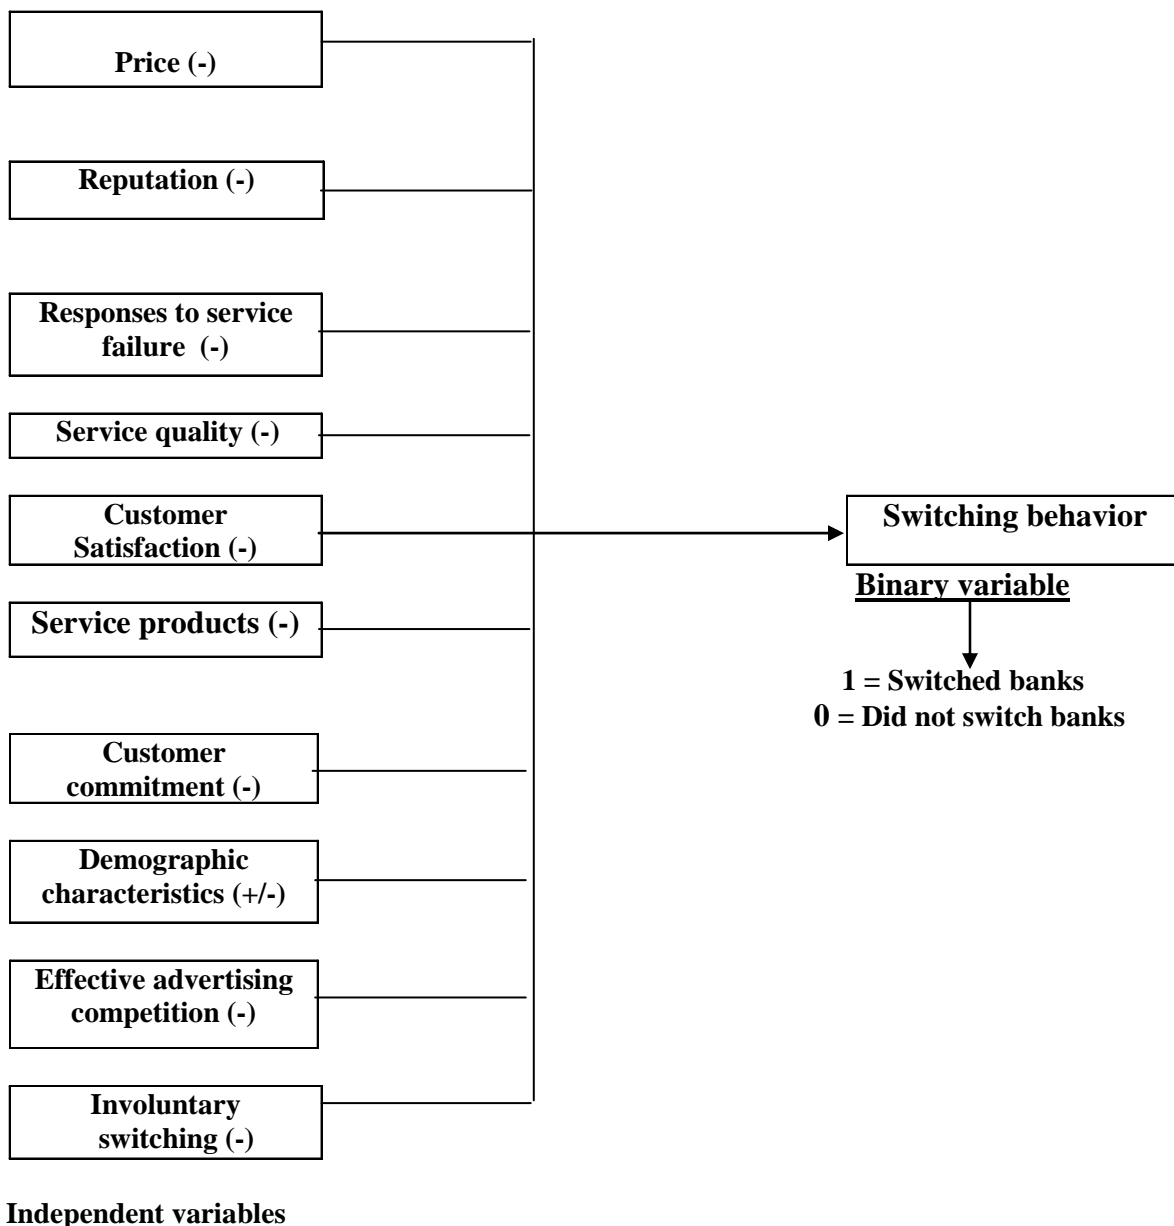 Price (-)
Reputation (-)
Responses to service
failure (-)
Service quality (-)
Customer
Satisfaction (-)
Service products (-)
Customer
commitment (-)
Demographic
characteristics (+/-)
Effective advertising
competition (-)
Involuntary
switching (-)
Independent variables
Switching behavior
Binary variable
1 = Switched banks
0 = Did not switch banks